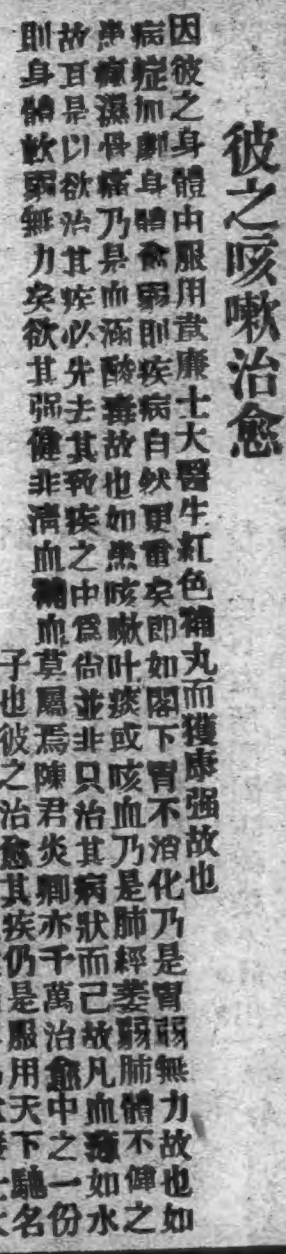 彼之咳嗽治愈
因彼之身體由服用韋廉士大醫生紅色補丸而獲康强故也
病症加劇身體愈弱則疾病自然更重矣即如閣下胃不消化乃是胃弱無力故也如
患瘋濕骨痛乃是血涵酸毒故也如患咳嗽吐痰或咳血乃是肺經萎弱肺體不健之
故耳是以欲治其疾必先去其致疾之由爲尙並非只治其病狀而已故凡血薄如水
則身體軟弱無力矣欲其强健非清血補血莫屬焉陳君炎卿亦千萬治愈中之一份
子也彼之治愈其疾仍是服用天下馳名